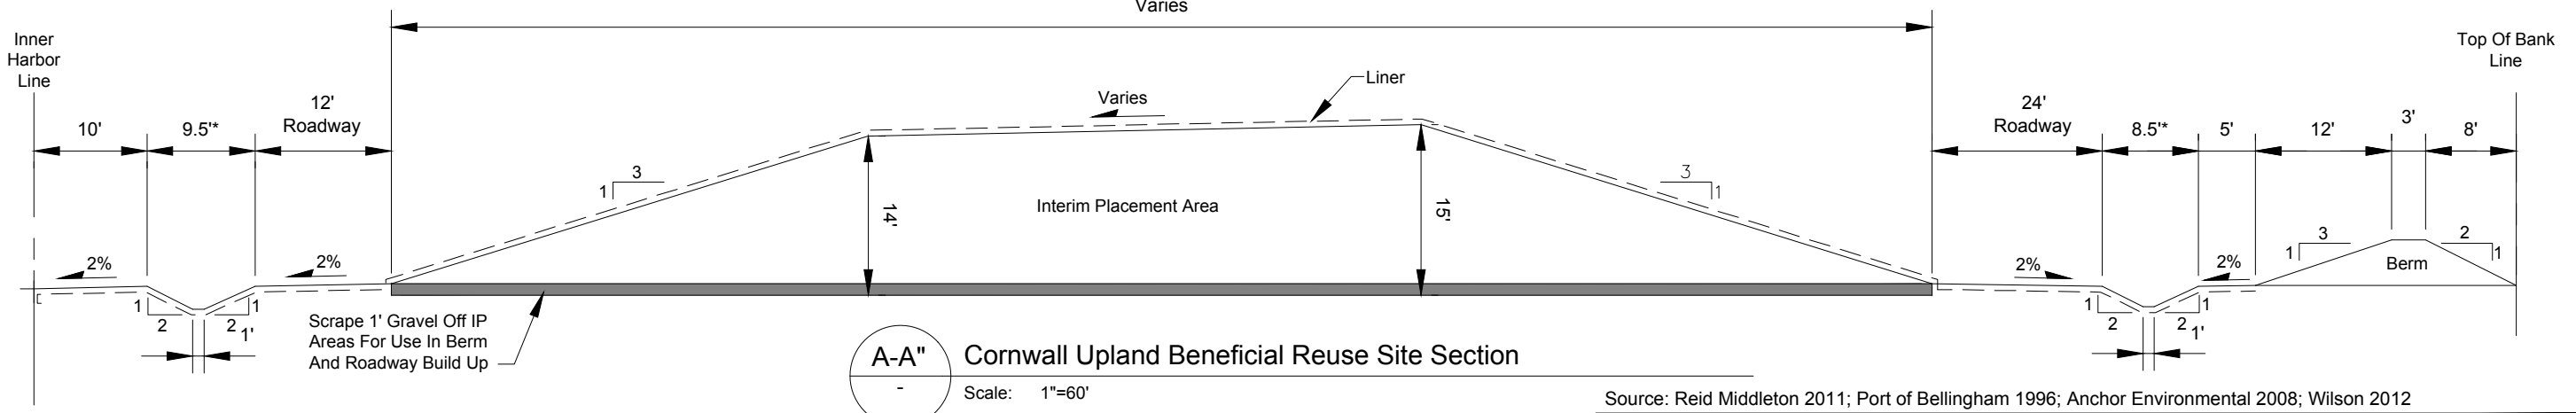 Varies
Inner
Harbor
Line
Top Of Bank
Line
Liner
Varies
10'
9.5'*
12'
Roadway
24'
Roadway
8.5'*
5'
12'
3'
8'
3
1
3
1
14'
Interim Placement Area
15'
3
1
2
1
Berm
2%
2%
2%
2%
1
2
2
1
1'
1
2
2
1
1'
Scrape 1' Gravel Off IP
Areas For Use In Berm
And Roadway Build Up
A-A"
-
Cornwall Upland Beneficial Reuse Site Section
Scale: 1"=60'
Source: Reid Middleton 2011; Port of Bellingham 1996; Anchor Environmental 2008; Wilson 2012